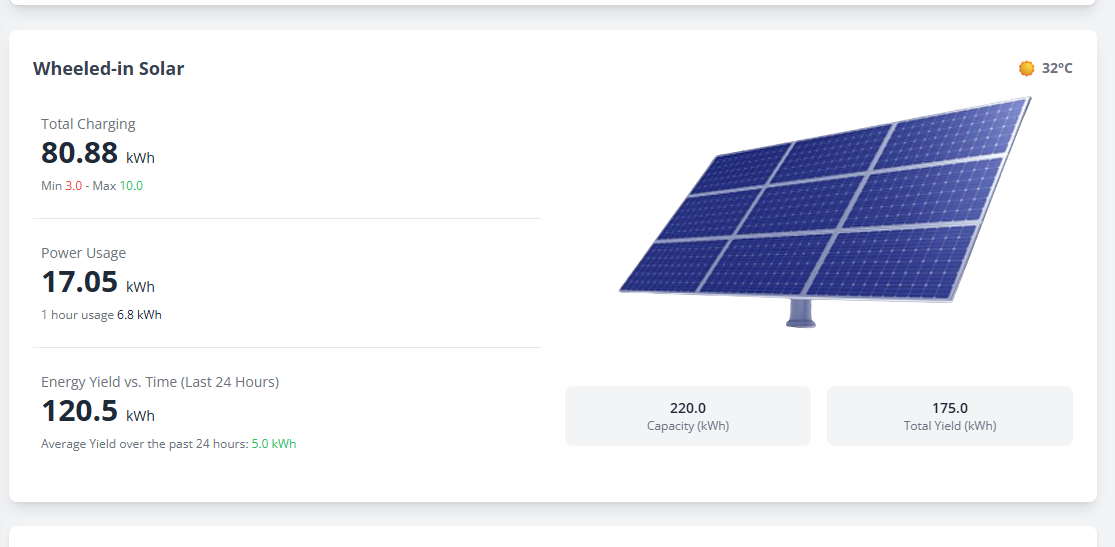 Wheeled-in Solar
32°C
Total Charging
80.88 kWh
Min 3.0 - Max 10.0
Power Usage
17.05 kWh
1 hour usage 6.8 kWh
Energy Yield vs. Time (Last 24 Hours)
120.5 kWh
Average Yield over the past 24 hours: 5.0 kWh
220.0
Capacity (kWh)
175.0
Total Yield (kWh)